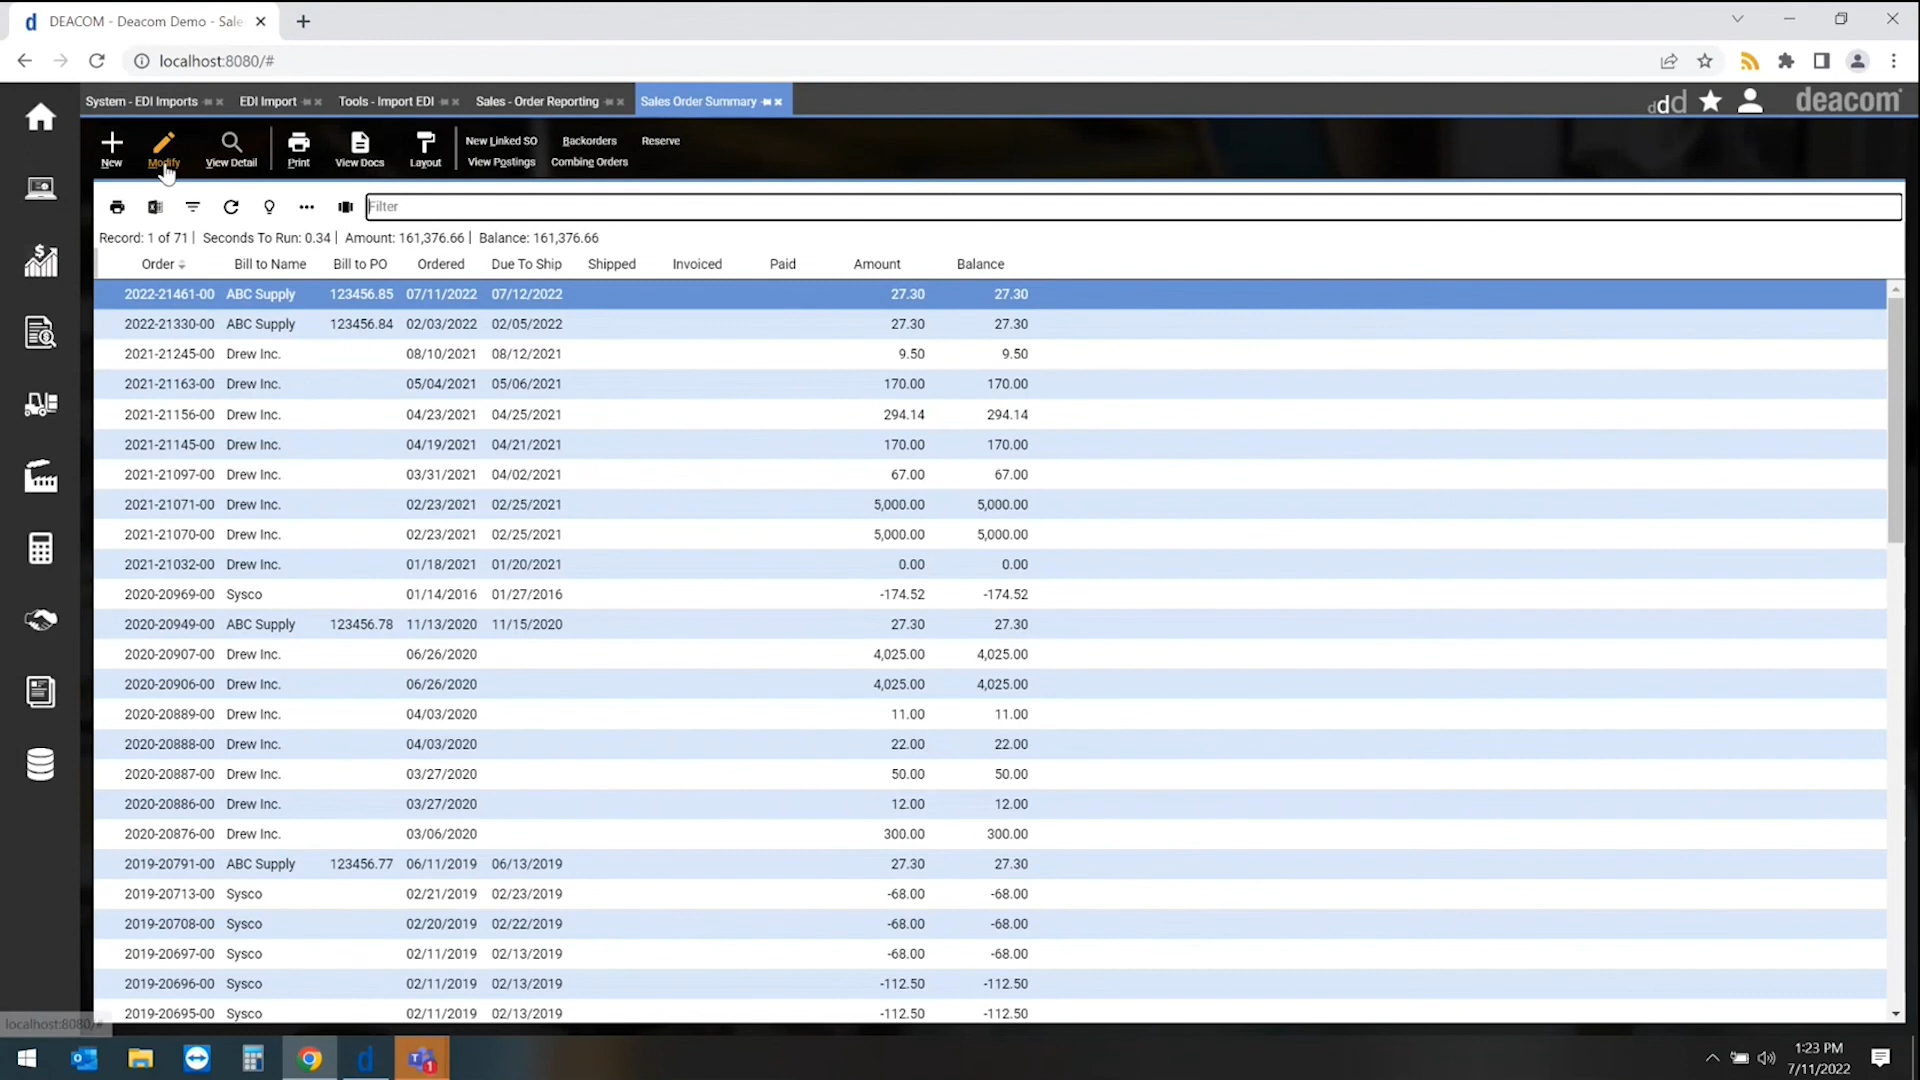 DEACOM - Deacom Demo - Sale
localhost:8080/#
System - EDI Imports EDI Import Tools - Import EDI Sales - Order Reporting Sales Order Summary
deacom
New Modify View Detail Print View Docs Layout New Linked SO Backorders Reserve
View Postings Combing Orders
Filter
Record: 1 of 71 | Seconds To Run: 0.34 | Amount: 161,376.66 | Balance: 161,376.66
Order Bill to Name Bill to PO Ordered Due To Ship Shipped Invoiced Paid Amount Balance
2022-21461-00 ABC Supply 123456.85 07/11/2022 07/12/2022 27.30 27.30
2022-21330-00 ABC Supply 123456.84 02/03/2022 02/05/2022 27.30 27.30
2021-21245-00 Drew Inc. 08/10/2021 08/12/2021 9.50 9.50
2021-21163-00 Drew Inc. 05/04/2021 05/06/2021 170.00 170.00
2021-21156-00 Drew Inc. 04/23/2021 04/25/2021 294.14 294.14
2021-21145-00 Drew Inc. 04/19/2021 04/21/2021 170.00 170.00
2021-21097-00 Drew Inc. 03/31/2021 04/02/2021 67.00 67.00
2021-21071-00 Drew Inc. 02/23/2021 02/25/2021 5,000.00 5,000.00
2021-21070-00 Drew Inc. 02/23/2021 02/25/2021 5,000.00 5,000.00
2021-21032-00 Drew Inc. 01/18/2021 01/20/2021 0.00 0.00
2020-20969-00 Sysco 01/14/2016 01/27/2016 -174.52 -174.52
2020-20949-00 ABC Supply 123456.78 11/13/2020 11/15/2020 27.30 27.30
2020-20907-00 Drew Inc. 06/26/2020 4,025.00 4,025.00
2020-20906-00 Drew Inc. 06/26/2020 4,025.00 4,025.00
2020-20889-00 Drew Inc. 04/03/2020 11.00 11.00
2020-20888-00 Drew Inc. 04/03/2020 22.00 22.00
2020-20887-00 Drew Inc. 03/27/2020 50.00 50.00
2020-20886-00 Drew Inc. 03/27/2020 12.00 12.00
2020-20876-00 Drew Inc. 03/06/2020 300.00 300.00
2019-20791-00 ABC Supply 123456.77 06/11/2019 06/13/2019 27.30 27.30
2019-20713-00 Sysco 02/21/2019 02/23/2019 -68.00 -68.00
2019-20708-00 Sysco 02/20/2019 02/22/2019 -68.00 -68.00
2019-20697-00 Sysco 02/11/2019 02/13/2019 -68.00 -68.00
2019-20696-00 Sysco 02/11/2019 02/13/2019 -112.50 -112.50
2019-20695-00 Sysco 02/11/2019 02/13/2019 -112.50 -112.50
localhost:8080/#
1:23 PM
7/11/2022